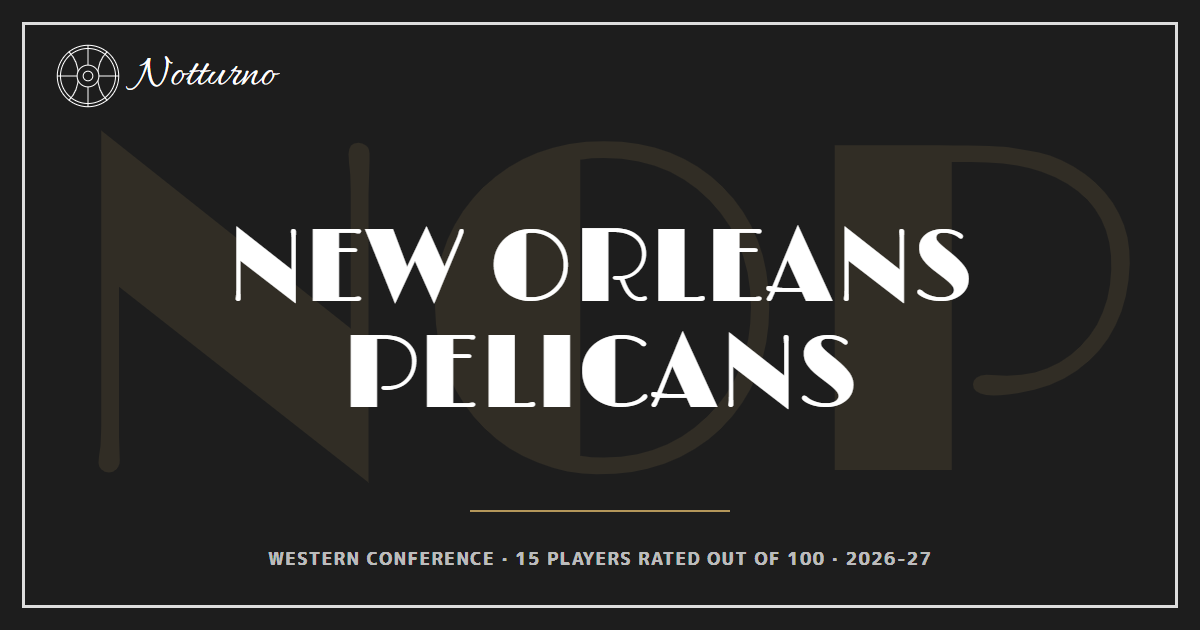 Notturno
NOP
NEW ORLEANS
PELICANS
WESTERN CONFERENCE · 15 PLAYERS RATED OUT OF 100 · 2026-27